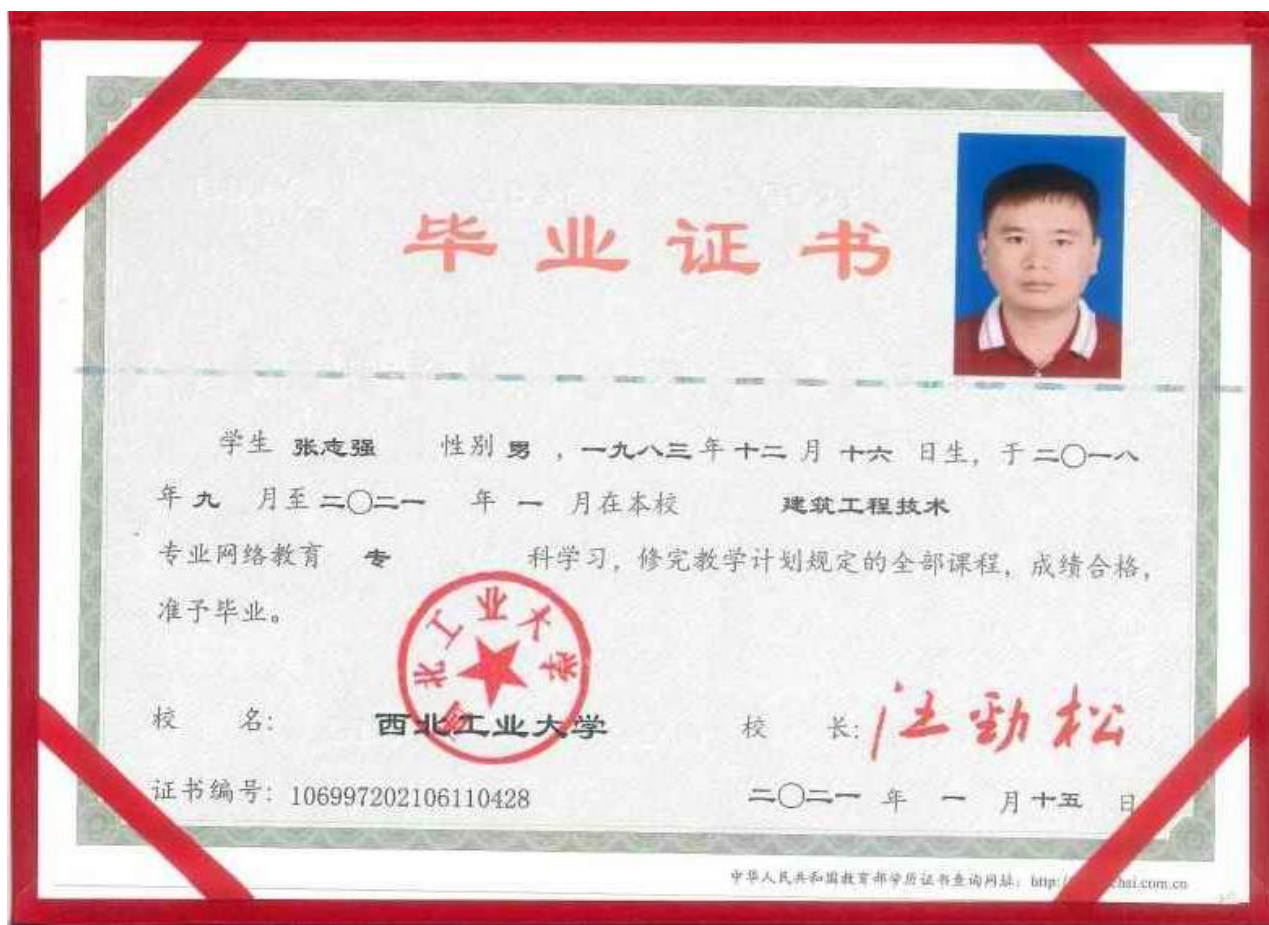 毕业证书
学生 张志强 性别 男 ，一九八三年十二月十六日生，于二〇一八
年九月至二〇二一年一月在本校 建筑工程技术
专业网络教育 专 科学习，修完教学计划规定的全部课程，成绩合格，
准予毕业。
西北工业大学
校 名： 西北工业大学 校 长：汪劲松
证书编号：106997202106110428 二〇二一年一月十五日
中华人民共和国教育部学历证书查询网址：http:/ chsi.com.cn